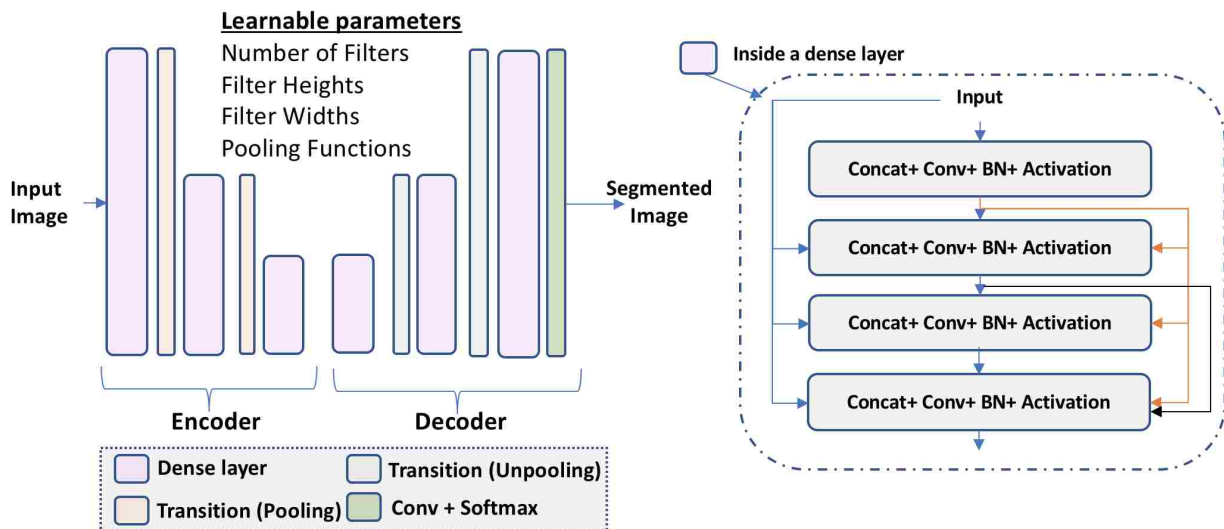 Learnable parameters
Number of Filters
Filter Heights
Filter Widths
Pooling Functions
Input
Image
Segmented
Image
Encoder
Decoder
Dense layer
Transition (Unpooling)
Transition (Pooling)
Conv + Softmax
Inside a dense layer
Input
Concat+ Conv+ BN+ Activation
Concat+ Conv+ BN+ Activation
Concat+ Conv+ BN+ Activation
Concat+ Conv+ BN+ Activation